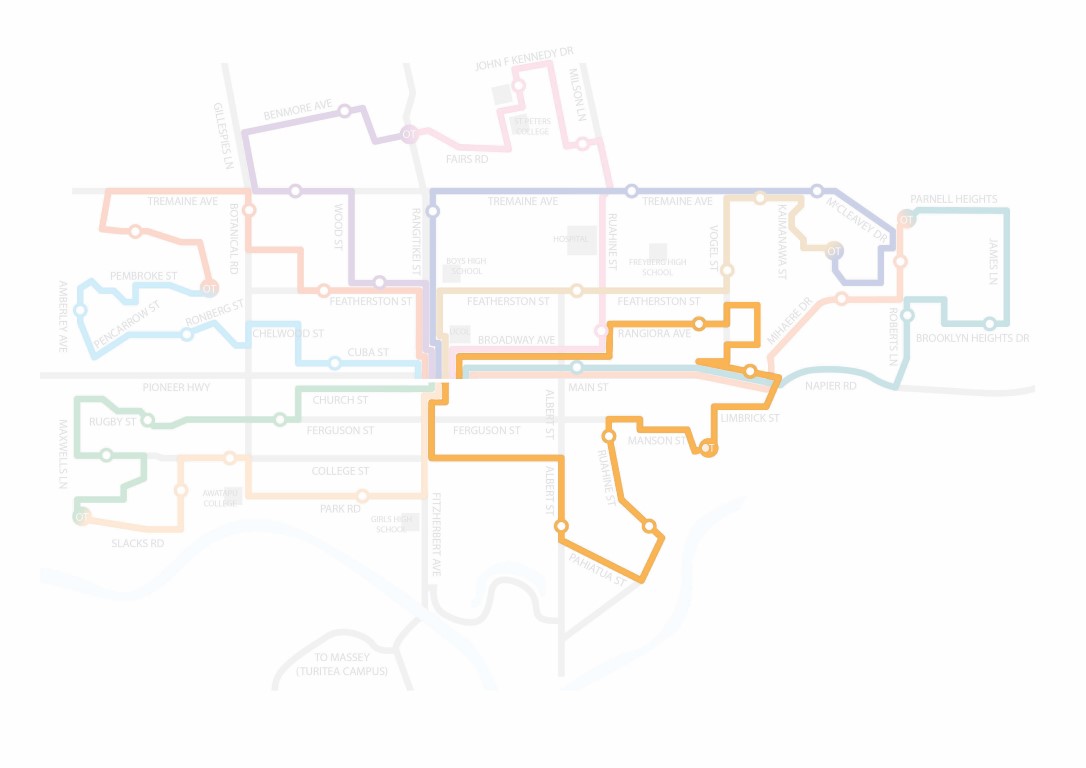 JOHN F KENNEDY DR
MILSON LN
GILLESPIES LN
BENMORE AVE
ST PETERS
COLLEGE
OT
FAIRS RD
TREMAINE AVE
TREMAINE AVE
TREMAINE AVE
PARNELL HEIGHTS
BOTANICAL RD
WOOD ST
RANGITIKEI ST
RUAHINE ST
VOGEL ST
KAIMANAWA ST
MCCLEAVEY DR
OT
JAMES LN
HOSPITAL
BOYS HIGH
SCHOOL
FREYBERG HIGH
SCHOOL
OT
PEMBROKE ST
OT
AMBERLEY AVE
PENCARROW ST
RONBERG ST
FEATHERSTON ST
FEATHERSTON ST
FEATHERSTON ST
CHELWOOD ST
UCOL
BROADWAY AVE
RANGIORA AVE
MIHAERE DR
ROBERTS LN
BROOKLYN HEIGHTS DR
CUBA ST
PIONEER HWY
MAIN ST
NAPIER RD
CHURCH ST
ALBERT ST
LIMBRICK ST
RUGBY ST
FERGUSON ST
FERGUSON ST
MANSON ST
OT
MAXWELLS LN
COLLEGE ST
ALBERT ST
RUAHINE ST
AWATAPU
COLLEGE
PARK RD
GIRLS HIGH
SCHOOL
FITZHERBERT AVE
OT
SLACKS RD
PAHIATUA ST
TO MASSEY
(TURITEA CAMPUS)